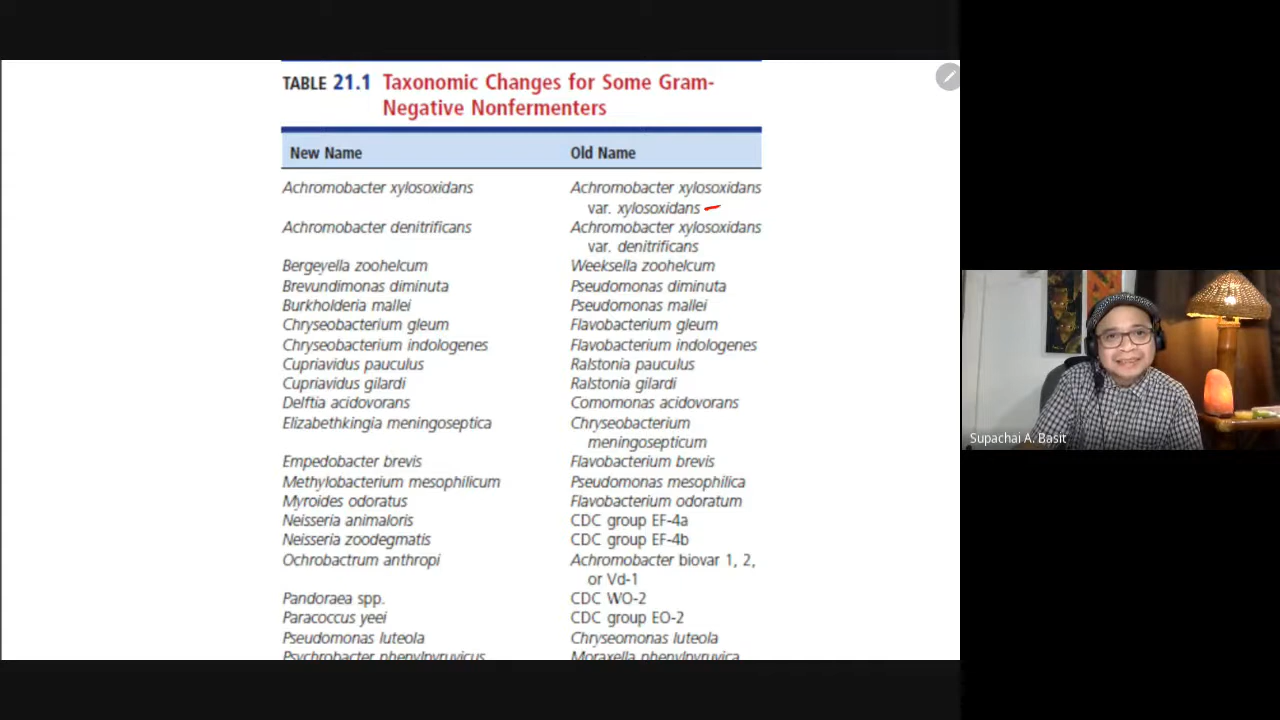 TABLE 21.1 Taxonomic Changes for Some Gram-
Negative Nonfermenters
New Name Old Name
Achromobacter xylosoxidans Achromobacter xylosoxidans
var. xylosoxidans
Achromobacter denitrificans Achromobacter xylosoxidans
var. denitrificans
Bergeyella zoohelcum Weeksella zoohelcum
Brevundimonas diminuta Pseudomonas diminuta
Burkholderia mallei Pseudomonas mallei
Chryseobacterium gleum Flavobacterium gleum
Chryseobacterium indologenes Flavobacterium indologenes
Cupriavidus pauculus Ralstonia pauculus
Cupriavidus gilardi Ralstonia gilardi
Delftia acidovorans Comomonas acidovorans
Elizabethkingia meningoseptica Chryseobacterium
meningosepticum
Empedobacter brevis Flavobacterium brevis
Methylobacterium mesophilicum Pseudomonas mesophilica
Myroides odoratus Flavobacterium odoratum
Neisseria animaloris CDC group EF-4a
Neisseria zoodegmatis CDC group EF-4b
Ochrobactrum anthropi Achromobacter biovar 1, 2,
or Vd-1
Pandoraea spp. CDC WO-2
Paracoccus yeei CDC group EO-2
Pseudomonas luteola Chryseomonas luteola
Psychrobacter phenylpyruvicus Moraxella phenylpyruvica
Supachai A. Basit